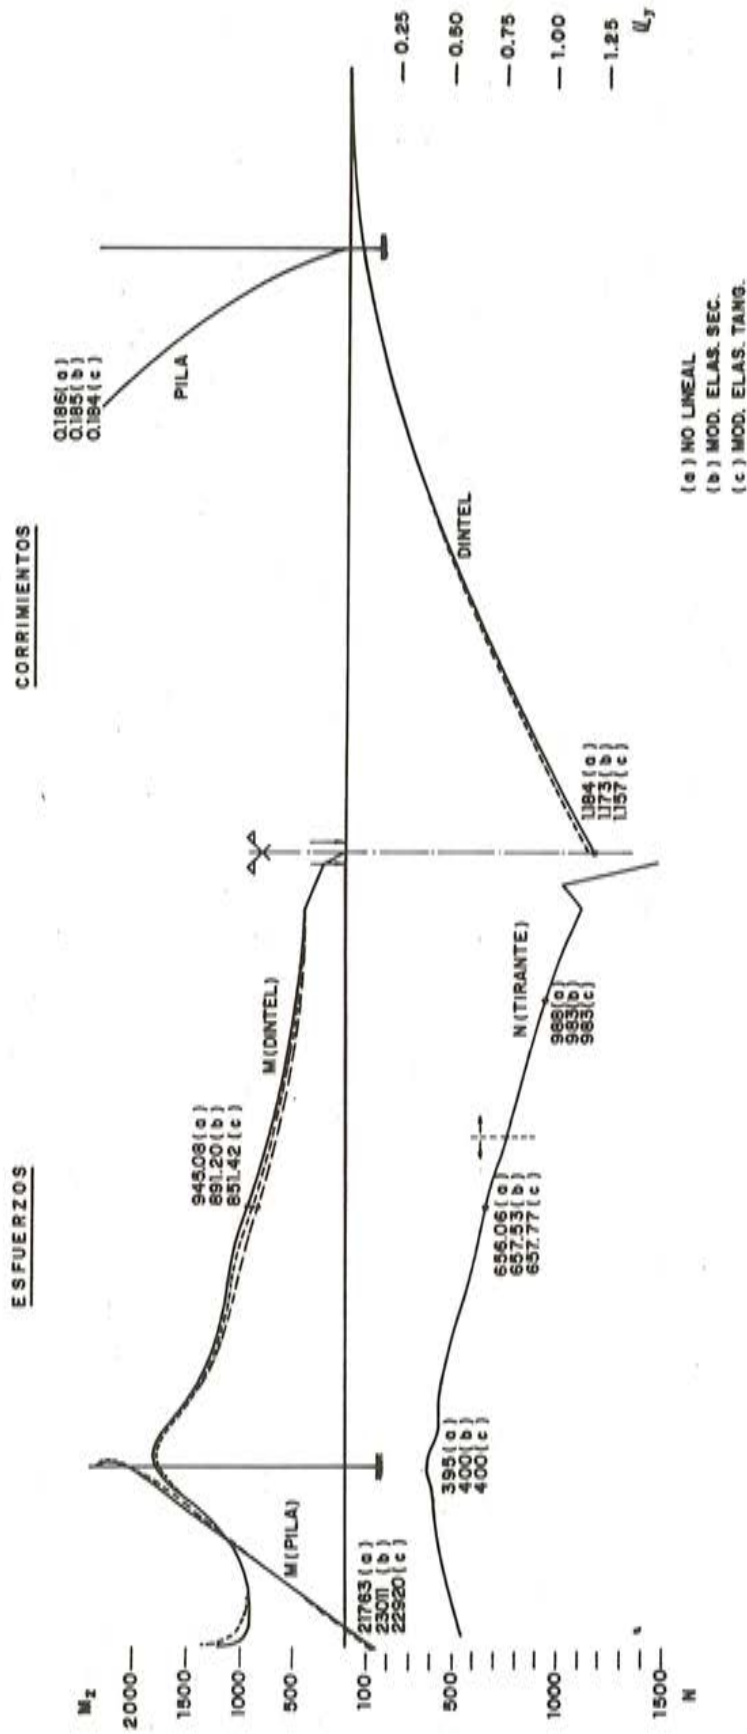 ESFUERZOS
CORRIMIENTOS
Mz
2000
1500
1000
500
100
500
1000
1500
N
M(PILA)
21763(a)
23011 (b)
22920(c)
945.08(a)
891.20(b)
851.42(c)
M(DINTEL)
395(a)
400(b)
400(c)
656.06(a)
657.53(b)
657.77(c)
N(TIRANTE)
988(a)
983(b)
983(c)
0.186(a)
0.185(b)
0.184(c)
PILA
DINTEL
1.184(a)
1.173(b)
1.157(c)
0.25
0.50
0.75
1.00
1.25
(a) NO LINEAL
(b) MOD. ELAS. SEC.
(c) MOD. ELAS. TANG.